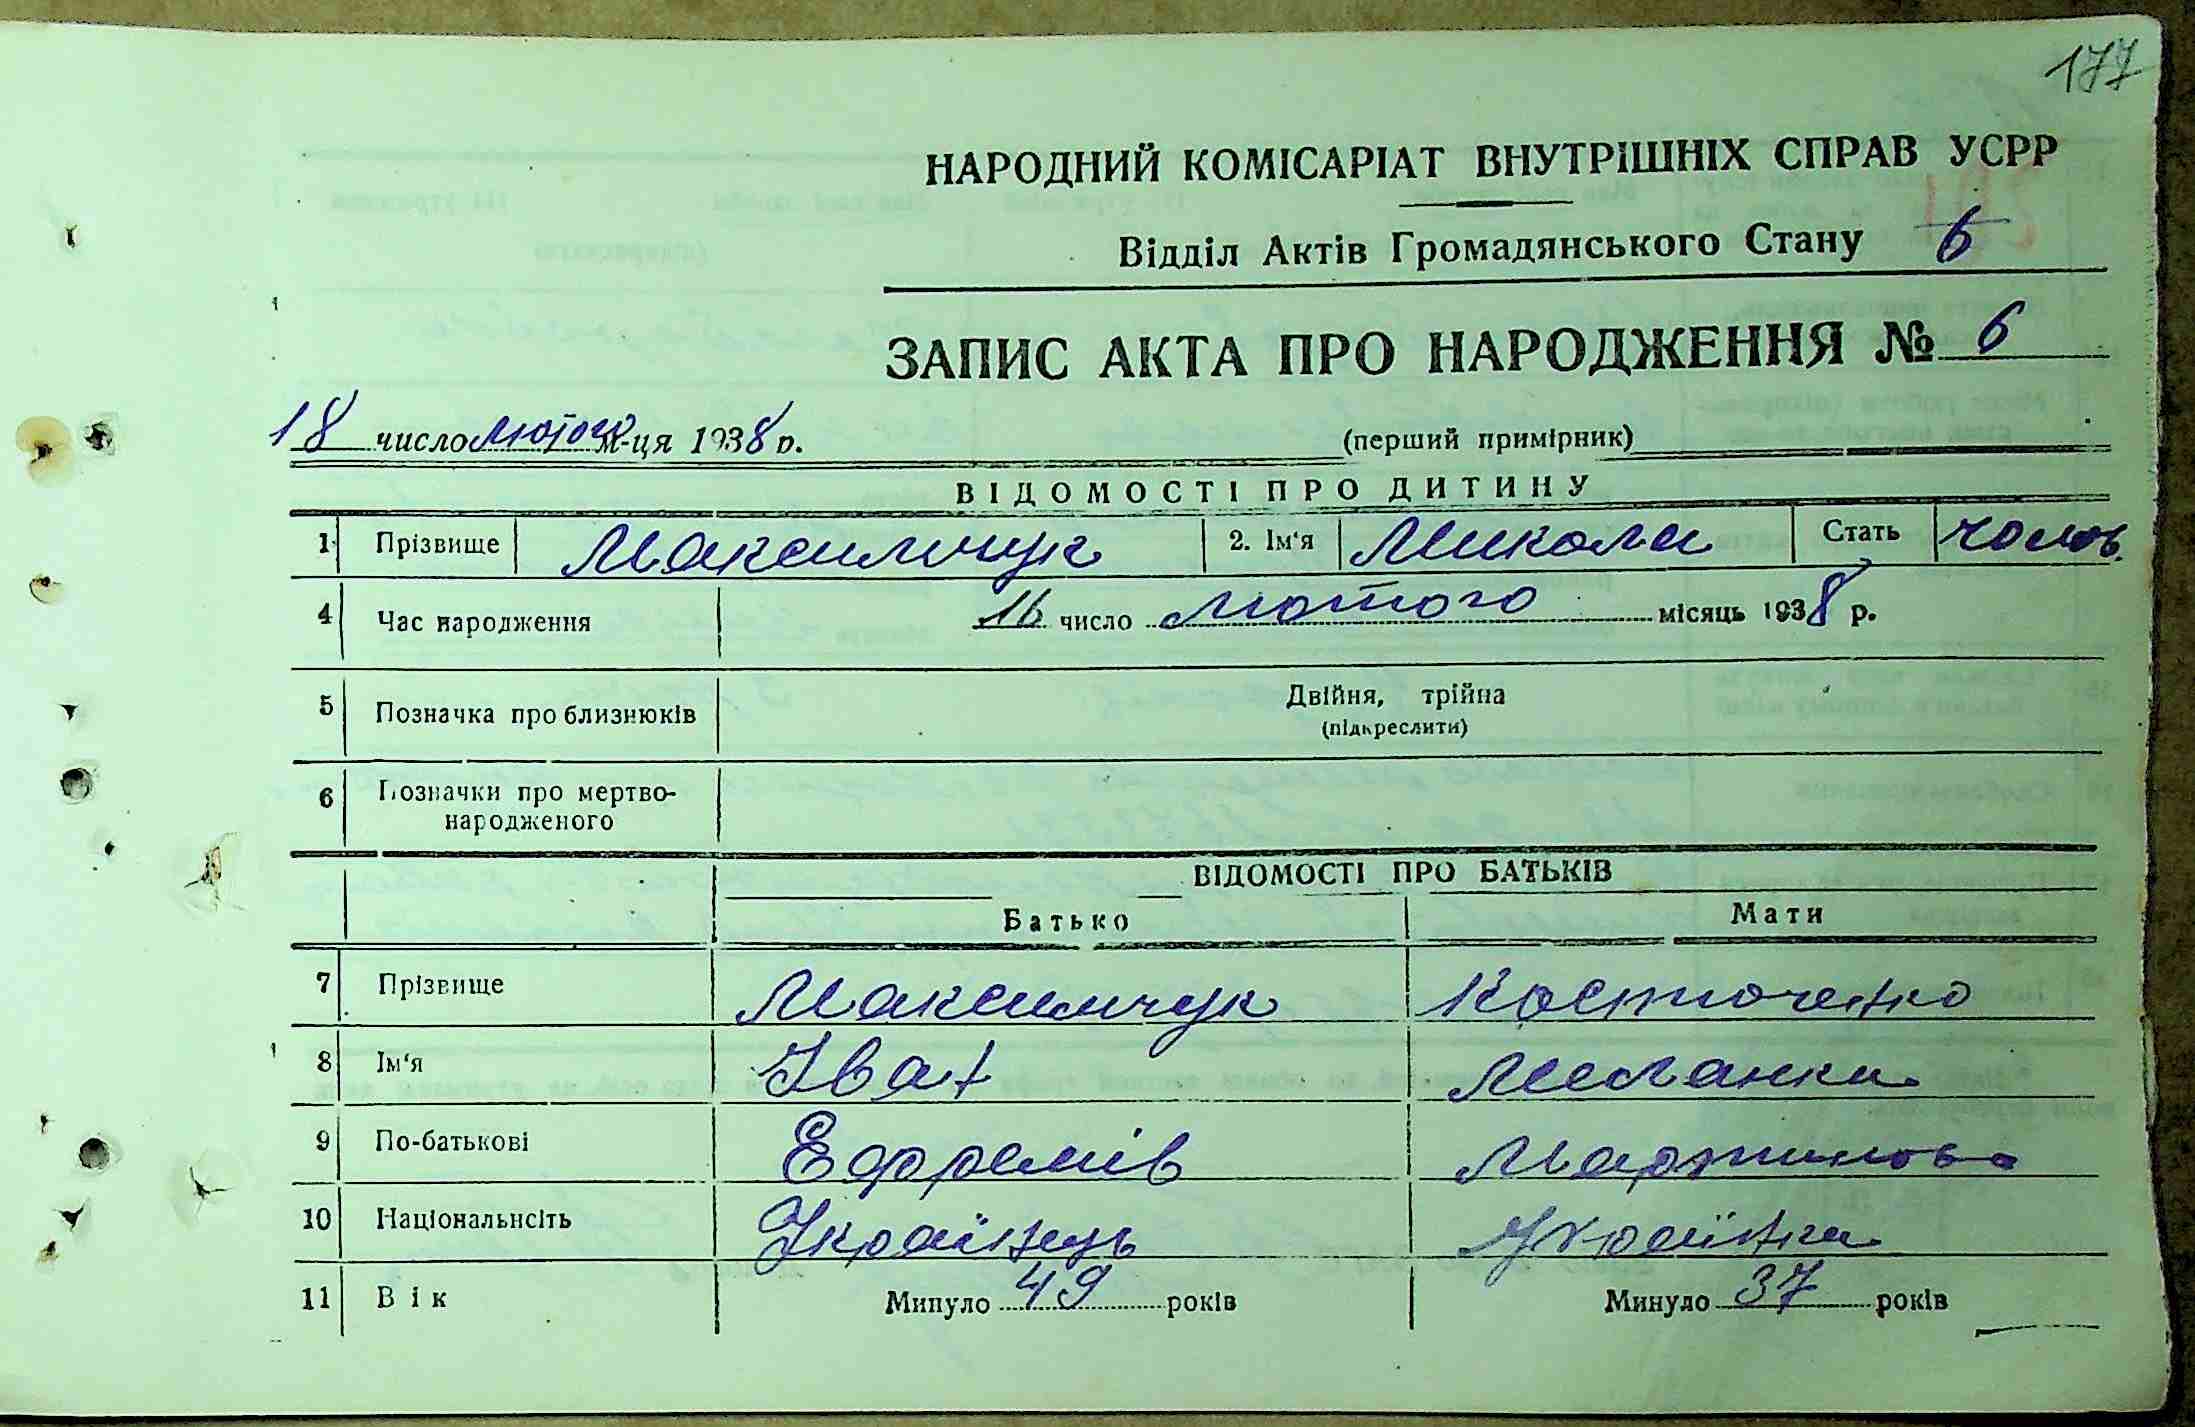 177
НАРОДНИЙ КОМІСАРІАТ ВНУТРІШНІХ СПРАВ УСРР
Відділ Актів Громадянського Стану 6
ЗАПИС АКТА ПРО НАРОДЖЕННЯ № 6
18 число лютого м-ця 1938 р. (перший примірник)
ВІДОМОСТІ ПРО ДИТИНУ
1 Прізвище Максимчук 2. Ім'я Микола Стать чолов.
4 Час народження 16 число лютого місяць 1938 р.
5 Позначка про близнюків Двійня, трійна
(підкреслити)
6 Позначки про мертво-
народженого
ВІДОМОСТІ ПРО БАТЬКІВ
Батько Мати
7 Прізвище Максимчук Костюченко
8 Ім'я Іван Меланка
9 По-батькові Ефремів Мартинова
10 Національність Українець Українка
11 Вік Минуло 49 років Минуло 37 років